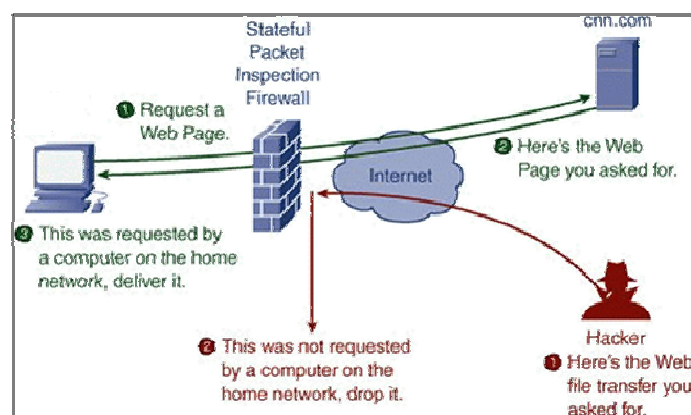 Stateful
Packet
Inspection
Firewall
cnn.com
1 Request a
Web Page.
2 Here's the Web
Page you asked for.
Internet
3 This was requested by
a computer on the home
network, deliver it.
Hacker
1 Here's the Web
file transfer you
asked for.
2 This was not requested
by a computer on the
home network, drop it.